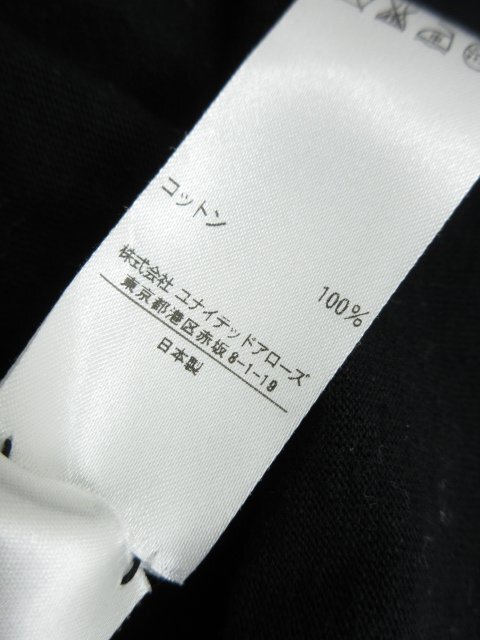 コットン 100%
株式会社 ユナイテッドアローズ
東京都港区赤坂8-1-19
日本製